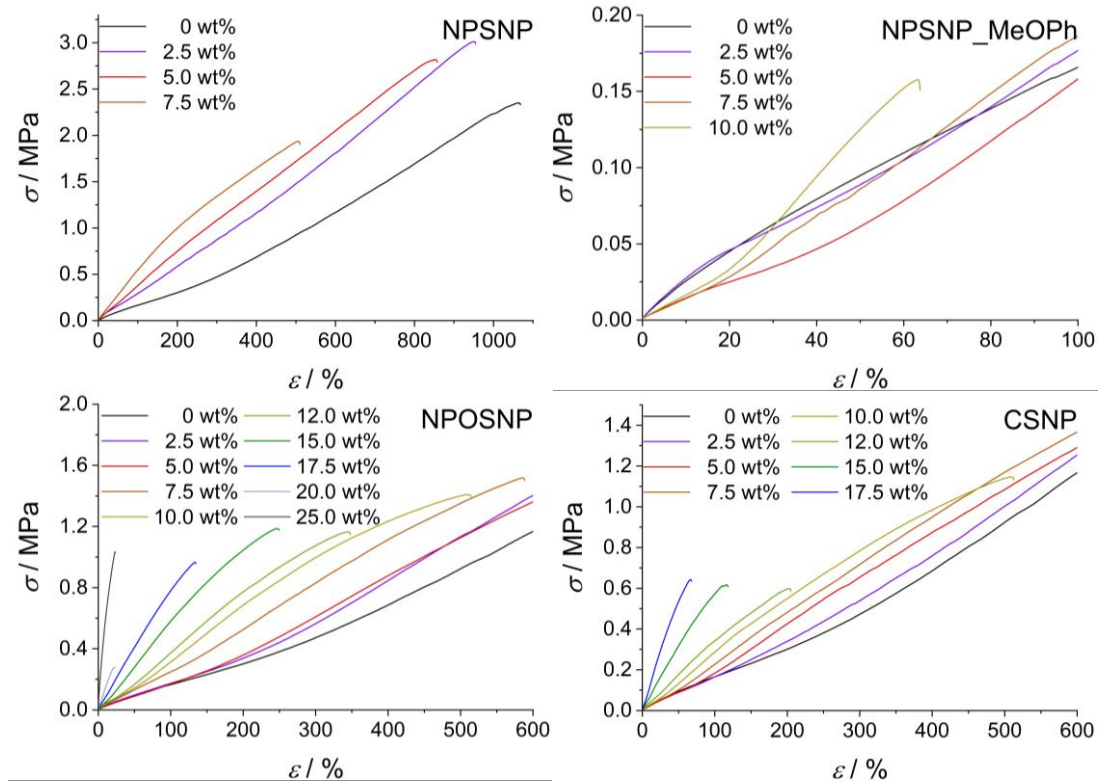 NPSNP
0 wt%
2.5 wt%
5.0 wt%
7.5 wt%
3.0
2.5
2.0
1.5
1.0
0.5
0.0
σ / MPa
0 200 400 600 800 1000
ε / %
NPSNP_MeOPh
0 wt%
2.5 wt%
5.0 wt%
7.5 wt%
10.0 wt%
0.20
0.15
0.10
0.05
0.00
σ / MPa
0 20 40 60 80 100
ε / %
NPOSNP
0 wt% 12.0 wt%
2.5 wt% 15.0 wt%
5.0 wt% 17.5 wt%
7.5 wt% 20.0 wt%
10.0 wt% 25.0 wt%
2.0
1.6
1.2
0.8
0.4
0.0
σ / MPa
0 100 200 300 400 500 600
ε / %
CSNP
0 wt% 10.0 wt%
2.5 wt% 12.0 wt%
5.0 wt% 15.0 wt%
7.5 wt% 17.5 wt%
1.4
1.2
1.0
0.8
0.6
0.4
0.2
0.0
σ / MPa
0 100 200 300 400 500 600
ε / %